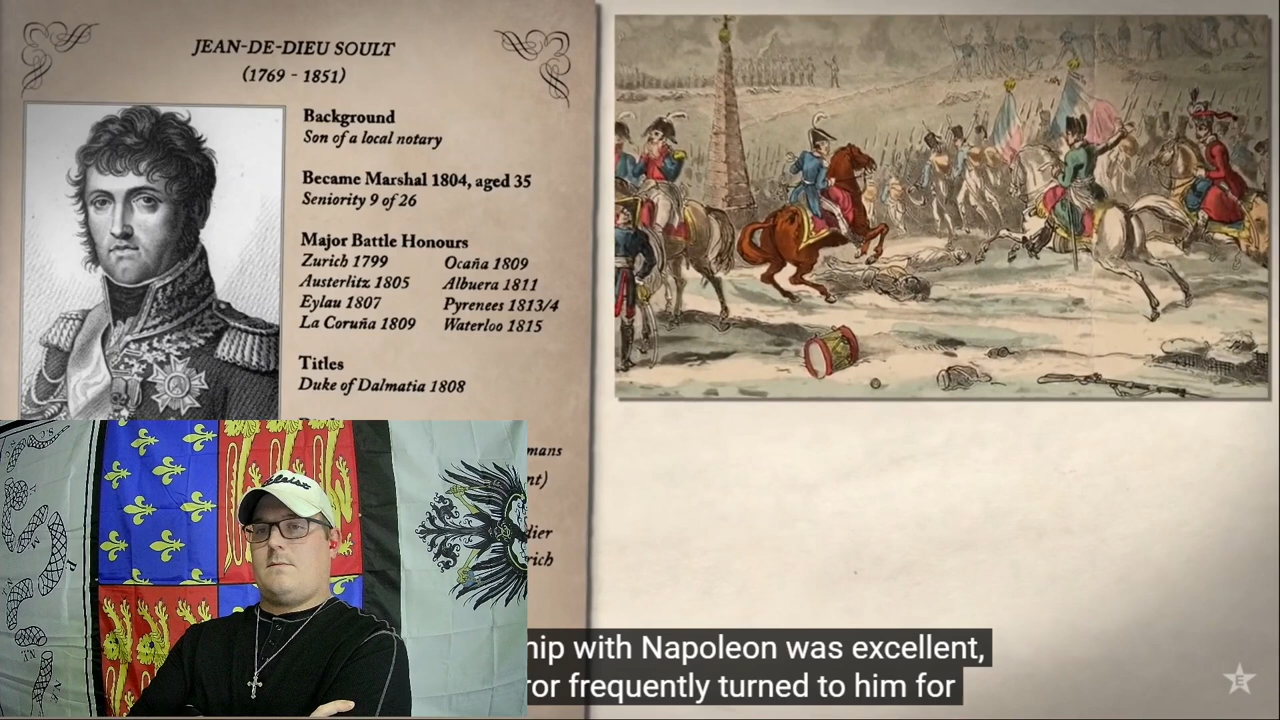 JEAN-DE-DIEU SOULT
(1769 - 1851)
Background
Son of a local notary
Became Marshal 1804, aged 35
Seniority 9 of 26
Major Battle Honours
Zurich 1799 Ocaña 1809
Austerlitz 1805 Albuera 1811
Eylau 1807 Pyrenees 1813/4
La Coruña 1809 Waterloo 1815
Titles
Duke of Dalmatia 1808
mans
nt)
dier
rich
hip with Napoleon was excellent,
ror frequently turned to him for
Titleist
E